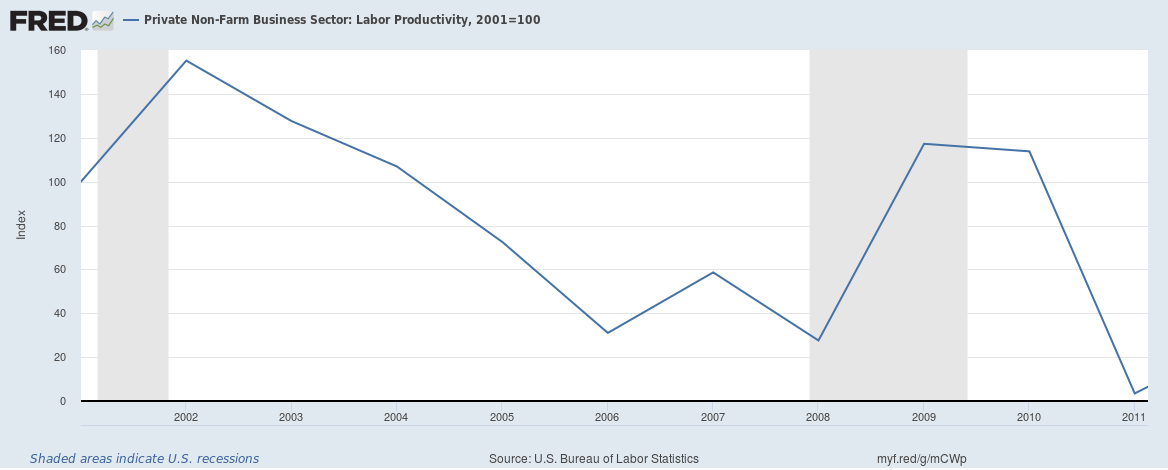 FRED
Private Non-Farm Business Sector: Labor Productivity, 2001=100
160
140
120
100
80
60
40
20
0
Index
2002 2003 2004 2005 2006 2007 2008 2009 2010 2011
Shaded areas indicate U.S. recessions
Source: U.S. Bureau of Labor Statistics
myf.red/g/mCWp